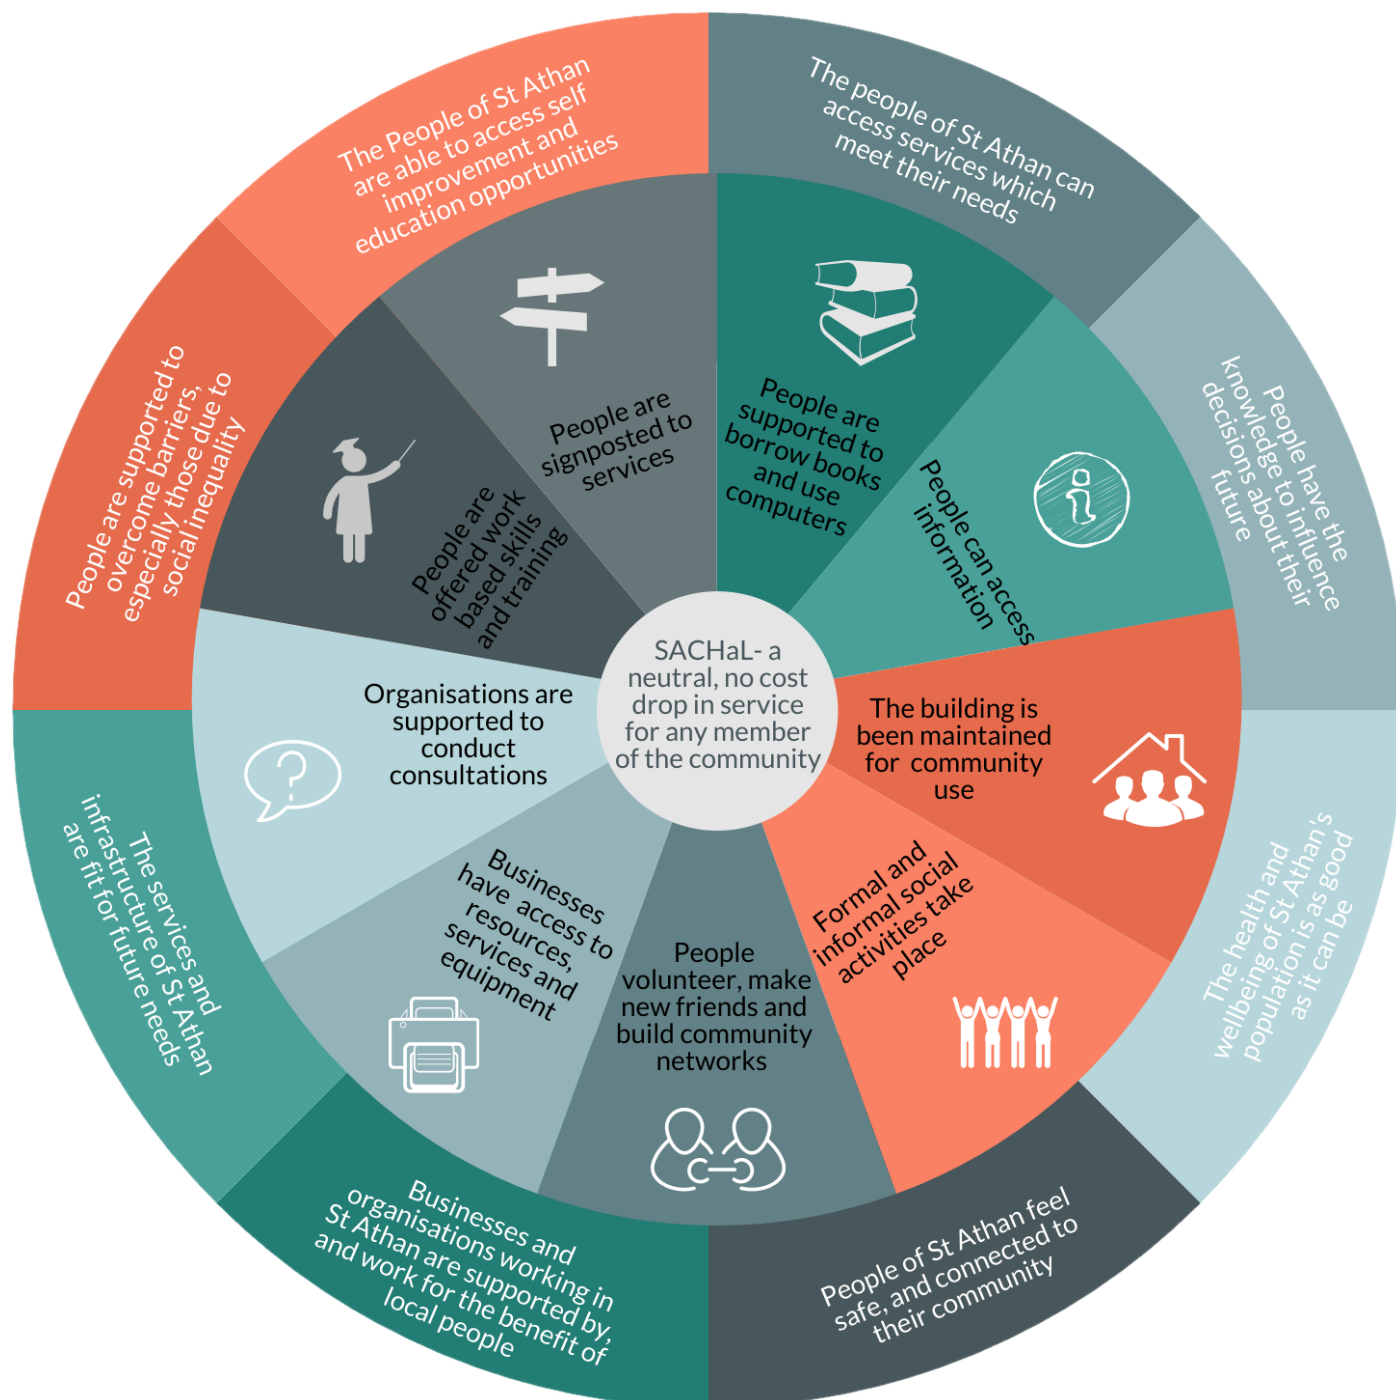 SACHaL- a
neutral, no cost
drop in service
for any member
of the community
The people of St Athan can
access services which
meet their needs
People have the
knowledge to influence
decisions about their
future
The health and
wellbeing of St Athan's
population is as good
as it can be
People of St Athan feel
safe, and connected to
their community
Businesses and
organisations working in
St Athan are supported by,
and work for the benefit of
local people
The services and
infrastructure of St Athan
are fit for future needs
People are supported to
overcome barriers,
especially those due to
social inequality
The People of St Athan
are able to access self
improvement and
education opportunities
People are
supported to
borrow books
and use
computers
People can access
information
The building is
been maintained
for community
use
Formal and
informal social
activities take
place
People
volunteer, make
new friends and
build community
networks
Businesses
have access to
resources,
services and
equipment
Organisations are
supported to
conduct
consultations
People are
offered work
based skills
and training
People are
signposted to
services
i
?